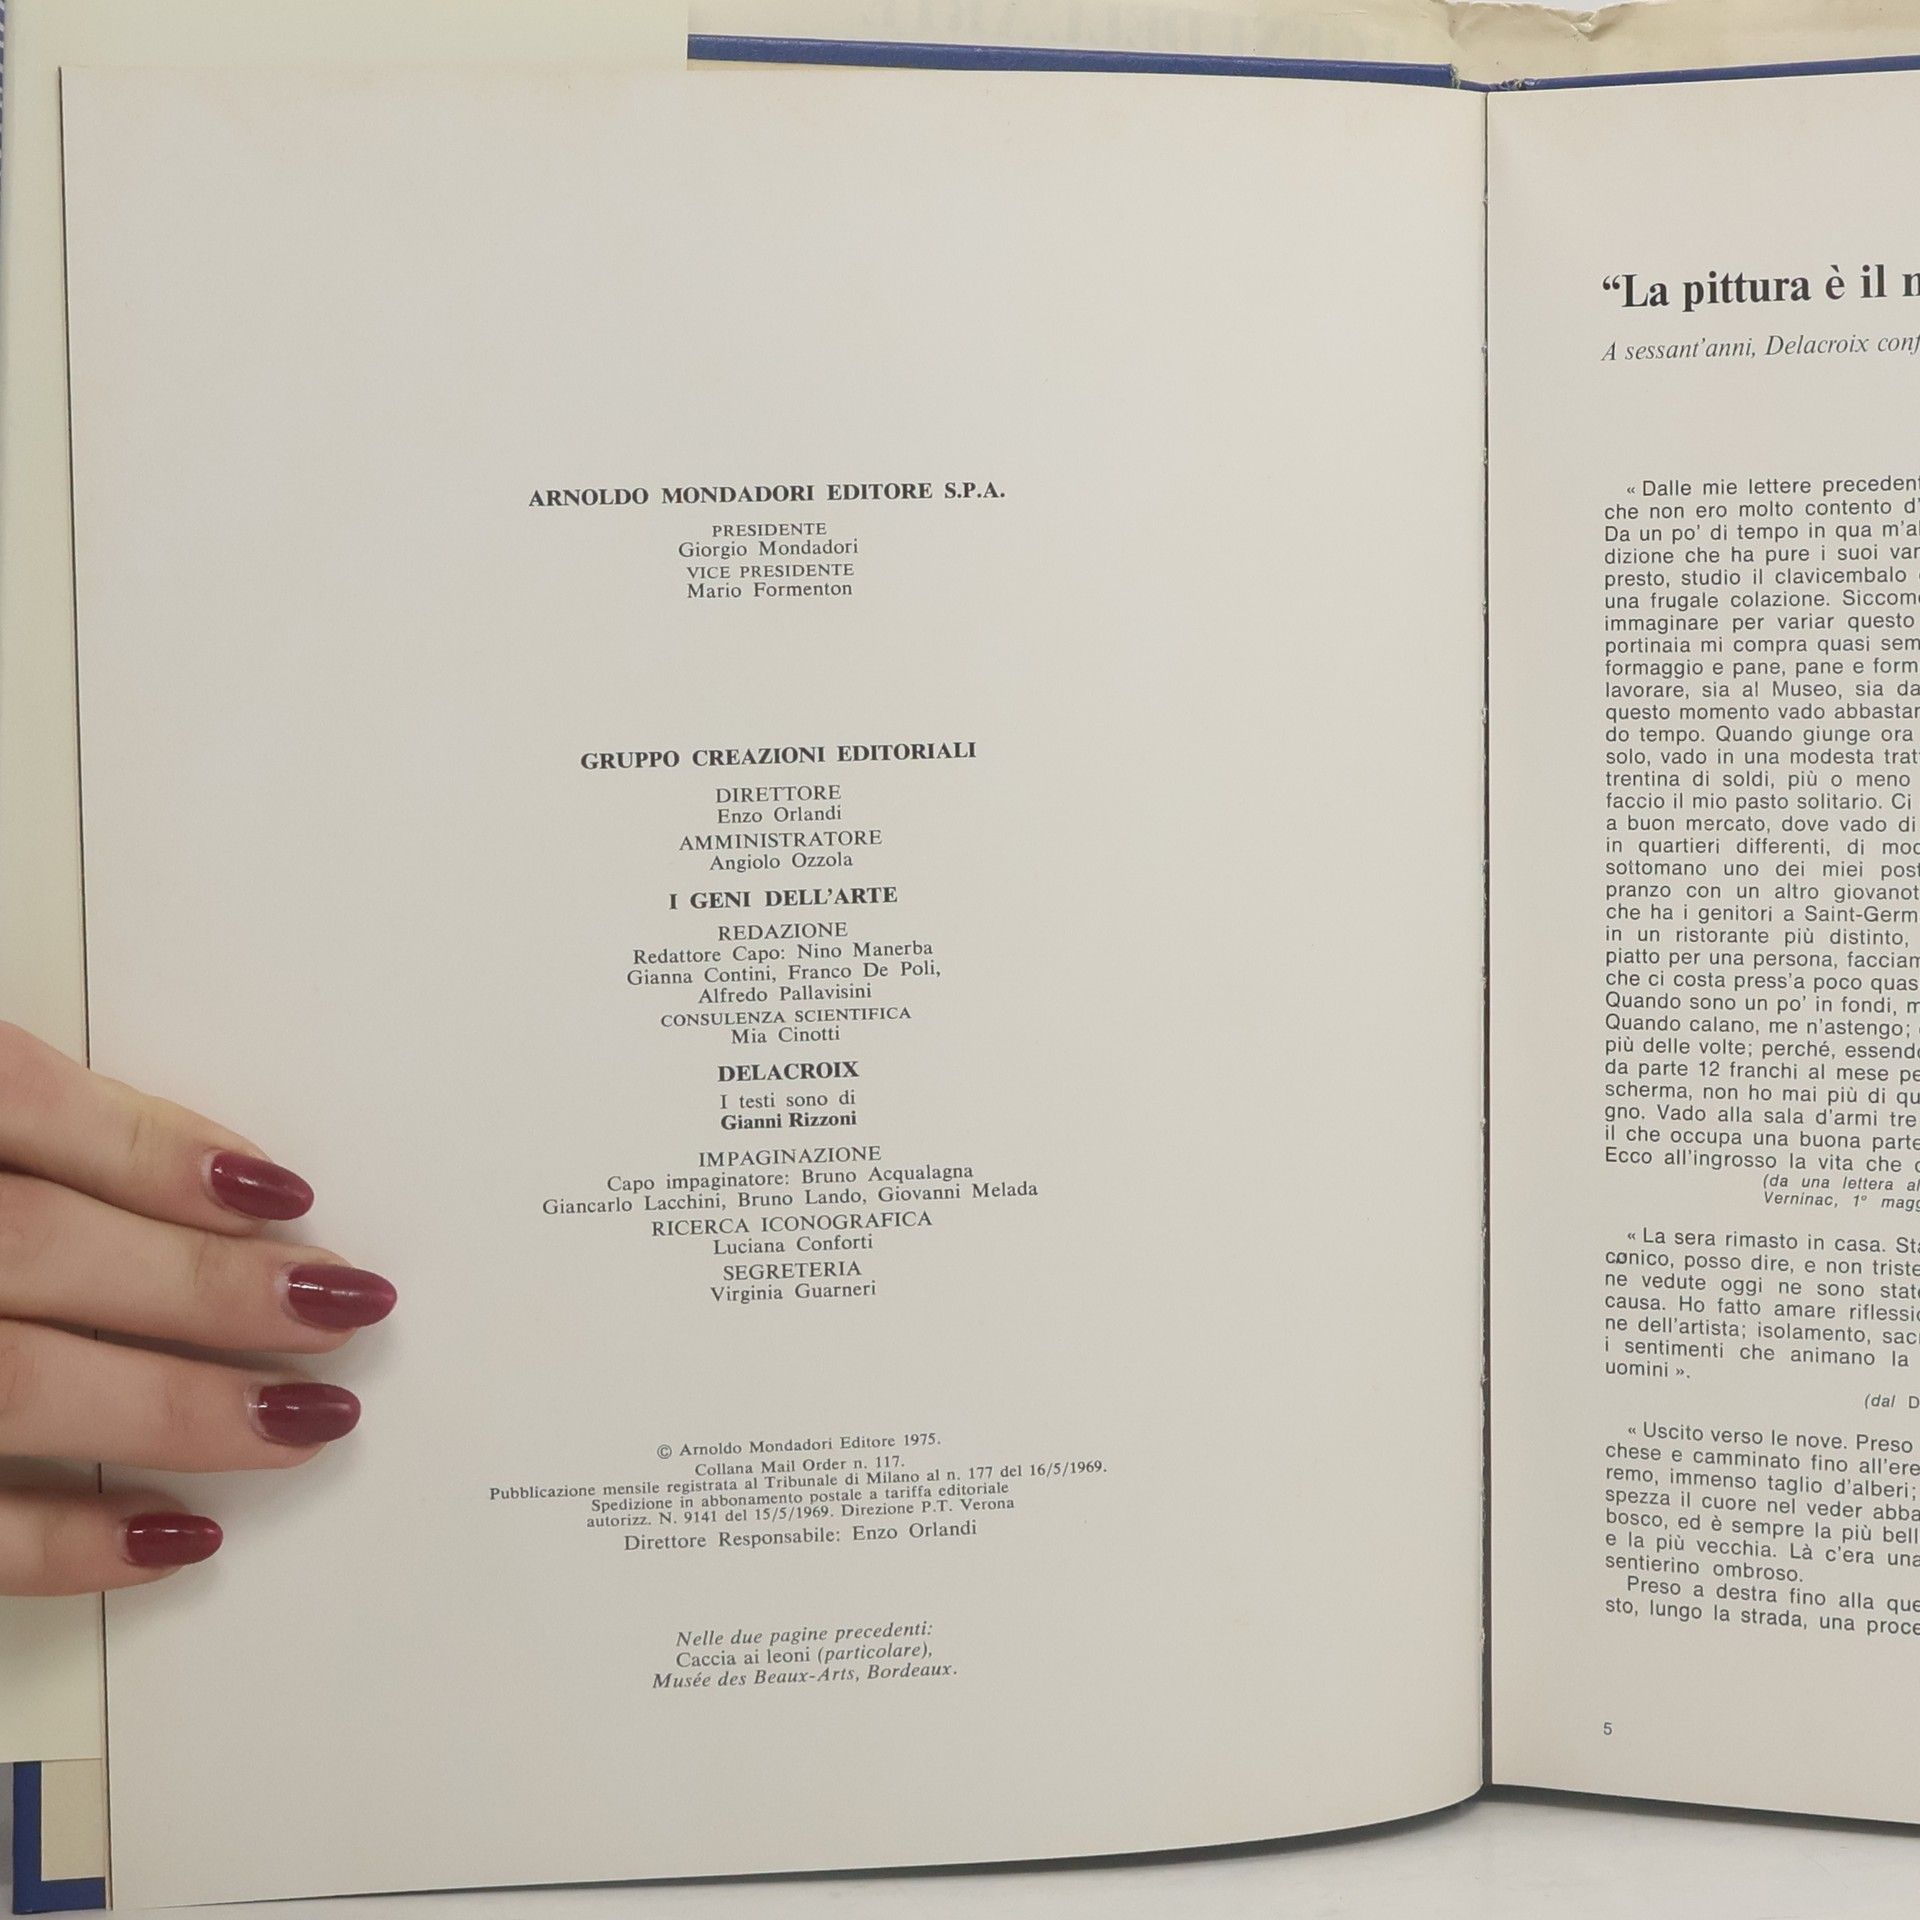 ARNOLDO MONDADORI EDITORE S.P.A.
PRESIDENTE
Giorgio Mondadori
VICE PRESIDENTE
Mario Formenton
GRUPPO CREAZIONI EDITORIALI
DIRETTORE
Enzo Orlandi
AMMINISTRATORE
Angiolo Ozzola
I GENI DELL'ARTE
REDAZIONE
Redattore Capo: Nino Manerba
Gianna Contini, Franco De Poli,
Alfredo Pallavisini
CONSULENZA SCIENTIFICA
Mia Cinotti
DELACROIX
I testi sono di
Gianni Rizzoni
IMPAGINAZIONE
Capo impaginatore: Bruno Acqualagna
Giancarlo Lacchini, Bruno Lando, Giovanni Melada
RICERCA ICONOGRAFICA
Luciana Conforti
SEGRETERIA
Virginia Guarneri
© Arnoldo Mondadori Editore 1975.
Collana Mail Order n. 117.
Pubblicazione mensile registrata al Tribunale di Milano al n. 177 del 16/5/1969.
Spedizione in abbonamento postale a tariffa editoriale
autorizz. N. 9141 del 15/5/1969. Direzione P.T. Verona
Direttore Responsabile: Enzo Orlandi
Nelle due pagine precedenti:
Caccia ai leoni (particolare),
Musée des Beaux-Arts, Bordeaux.
“La pittura è il
A sessant'anni, Delacroix
« Dalle mie lettere
che non ero molto contento
Da un po' di tempo in qua
dizione che ha pure i suoi
presto, studio il clavicembalo
una frugale colazione.
immaginare per variar questo
portinaia mi compra quasi
formaggio e pane, pane e
lavorare, sia al Museo, sia
questo momento vado
do tempo. Quando giunge ora
solo, vado in una modesta
trentina di soldi, più o meno
faccio il mio pasto solitario. Ci
a buon mercato, dove vado di
in quartieri differenti, di
sottomano uno dei miei
pranzo con un altro
che ha i genitori a
in un ristorante più distinto,
piatto per una persona,
che ci costa press'a poco
Quando sono un po' in fondi,
Quando calano, me n'astengo;
più delle volte; perché,
da parte 12 franchi al mese
scherma, non ho mai più di
gno. Vado alla sala d'armi tre
il che occupa una buona parte
Ecco all'ingrosso la vita che
(da una lettera
Verninac, 1°
« La sera rimasto in casa.
conico, posso dire, e non
ne vedute oggi ne sono
causa. Ho fatto amare
ne dell'artista; isolamento,
i sentimenti che animano la
uomini ».
(dal
« Uscito verso le nove. Preso
chese e camminato fino
remo, immenso taglio d'alberi;
spezza il cuore nel veder
bosco, ed è sempre la più
e la più vecchia. Là c'era
sentierino ombroso.
Preso a destra fino alla
sto, lungo la strada, una
5